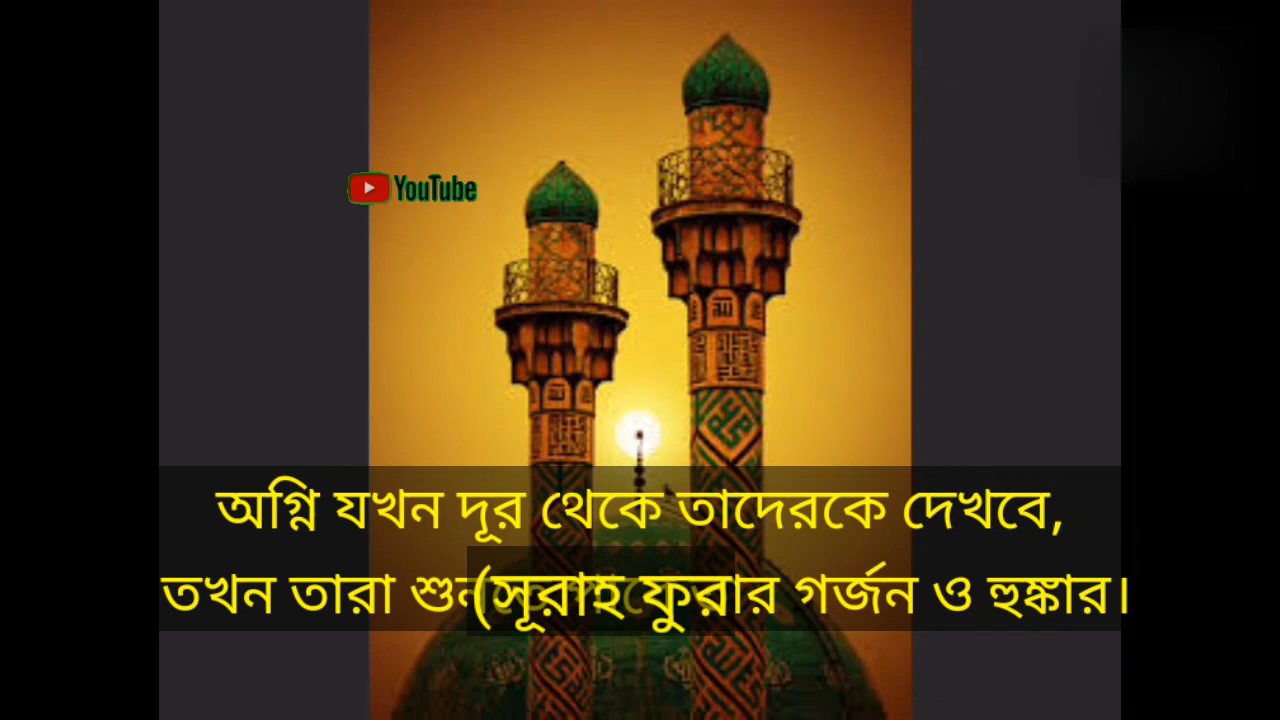 YouTube
অগ্নি যখন দূর থেকে তাদেরকে দেখবে,
তখন তারা গর্জন ও হুঙ্কার।
(সূরাহ ফুর